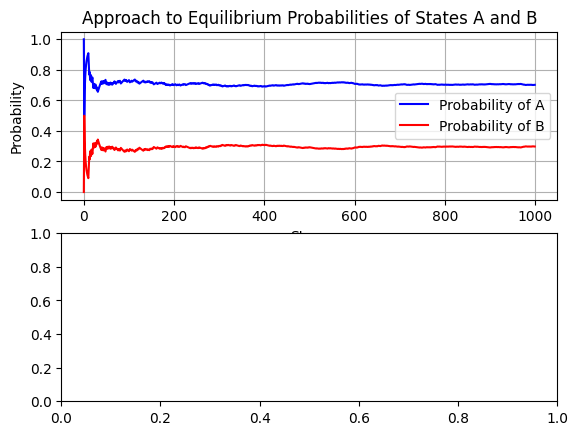 Approach to Equilibrium Probabilities of States A and B
1.0
0.8
0.6
0.4
0.2
0.0
Probability
Probability of A
Probability of B
0 200 400 600 800 1000
1.0
0.8
0.6
0.4
0.2
0.0
0.0 0.2 0.4 0.6 0.8 1.0